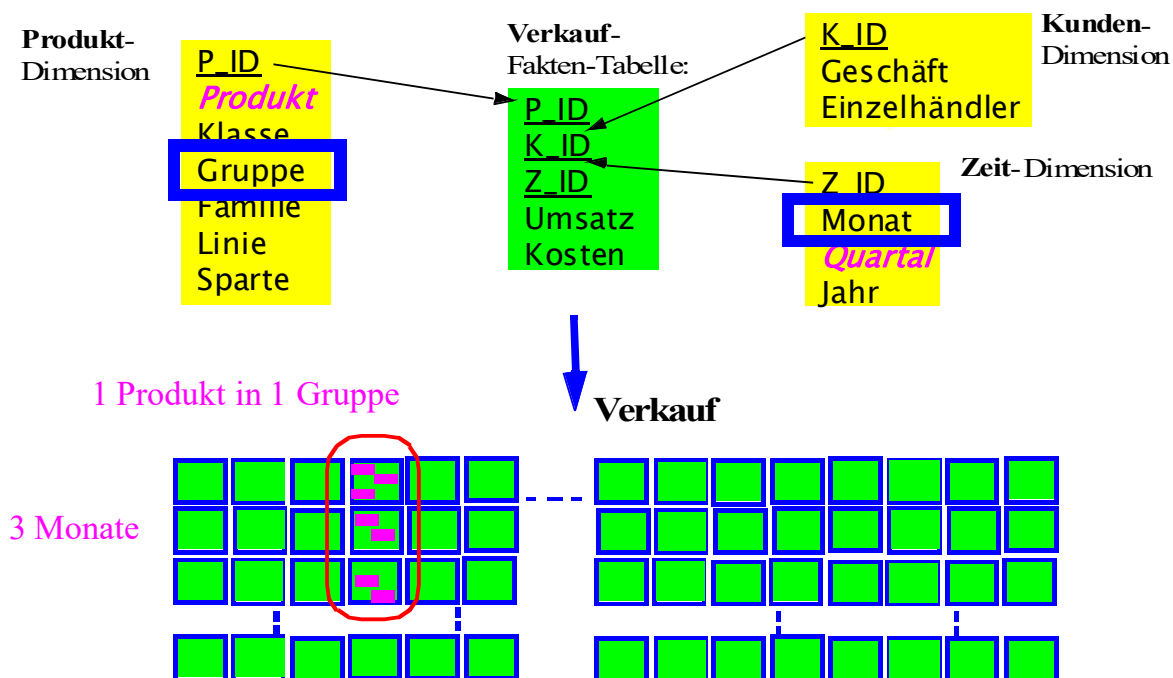 Produkt-
Dimension
P_ID
Produkt
Klasse
Gruppe
Familie
Linie
Sparte
Verkauf-
Fakten-Tabelle:
P_ID
K_ID
Z_ID
Umsatz
Kosten
K_ID
Geschäft
Einzelhändler
Kunden-
Dimension
Zeit-Dimension
Z_ID
Monat
Quartal
Jahr
1 Produkt in 1 Gruppe
Verkauf
3 Monate